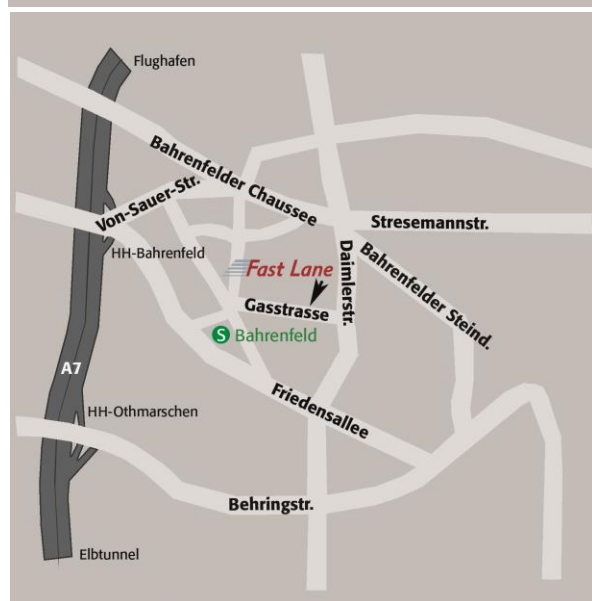 Flughafen
Bahrenfelder Chaussee
Von-Sauer-Str.
Stresemannstr.
HH-Bahrenfeld
Fast Lane
Daimlerstr.
Bahrenfelder Steind.
Gasstrasse
S Bahrenfeld
A7
Friedensallee
HH-Othmarschen
Behringstr.
Elbtunnel